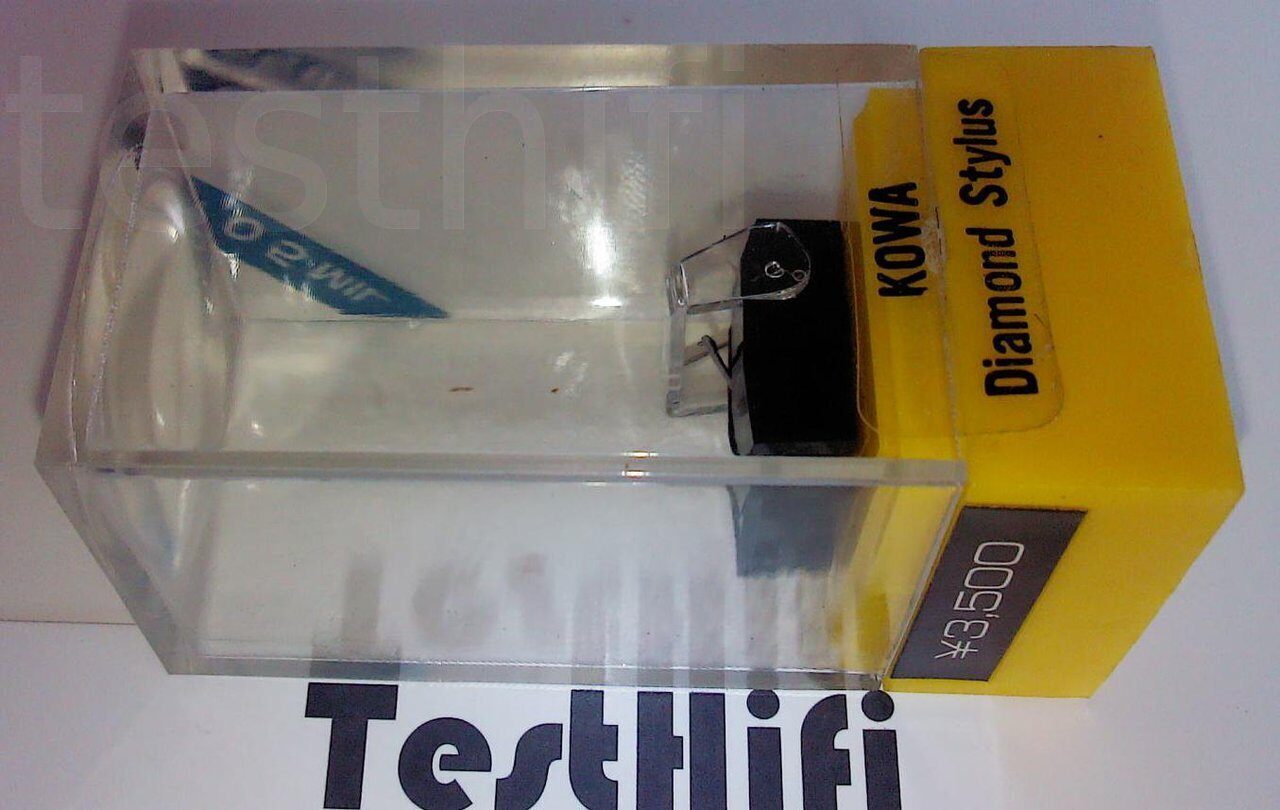 testhifi
KOWA
Diamond Stylus
¥3,500
TestHifi